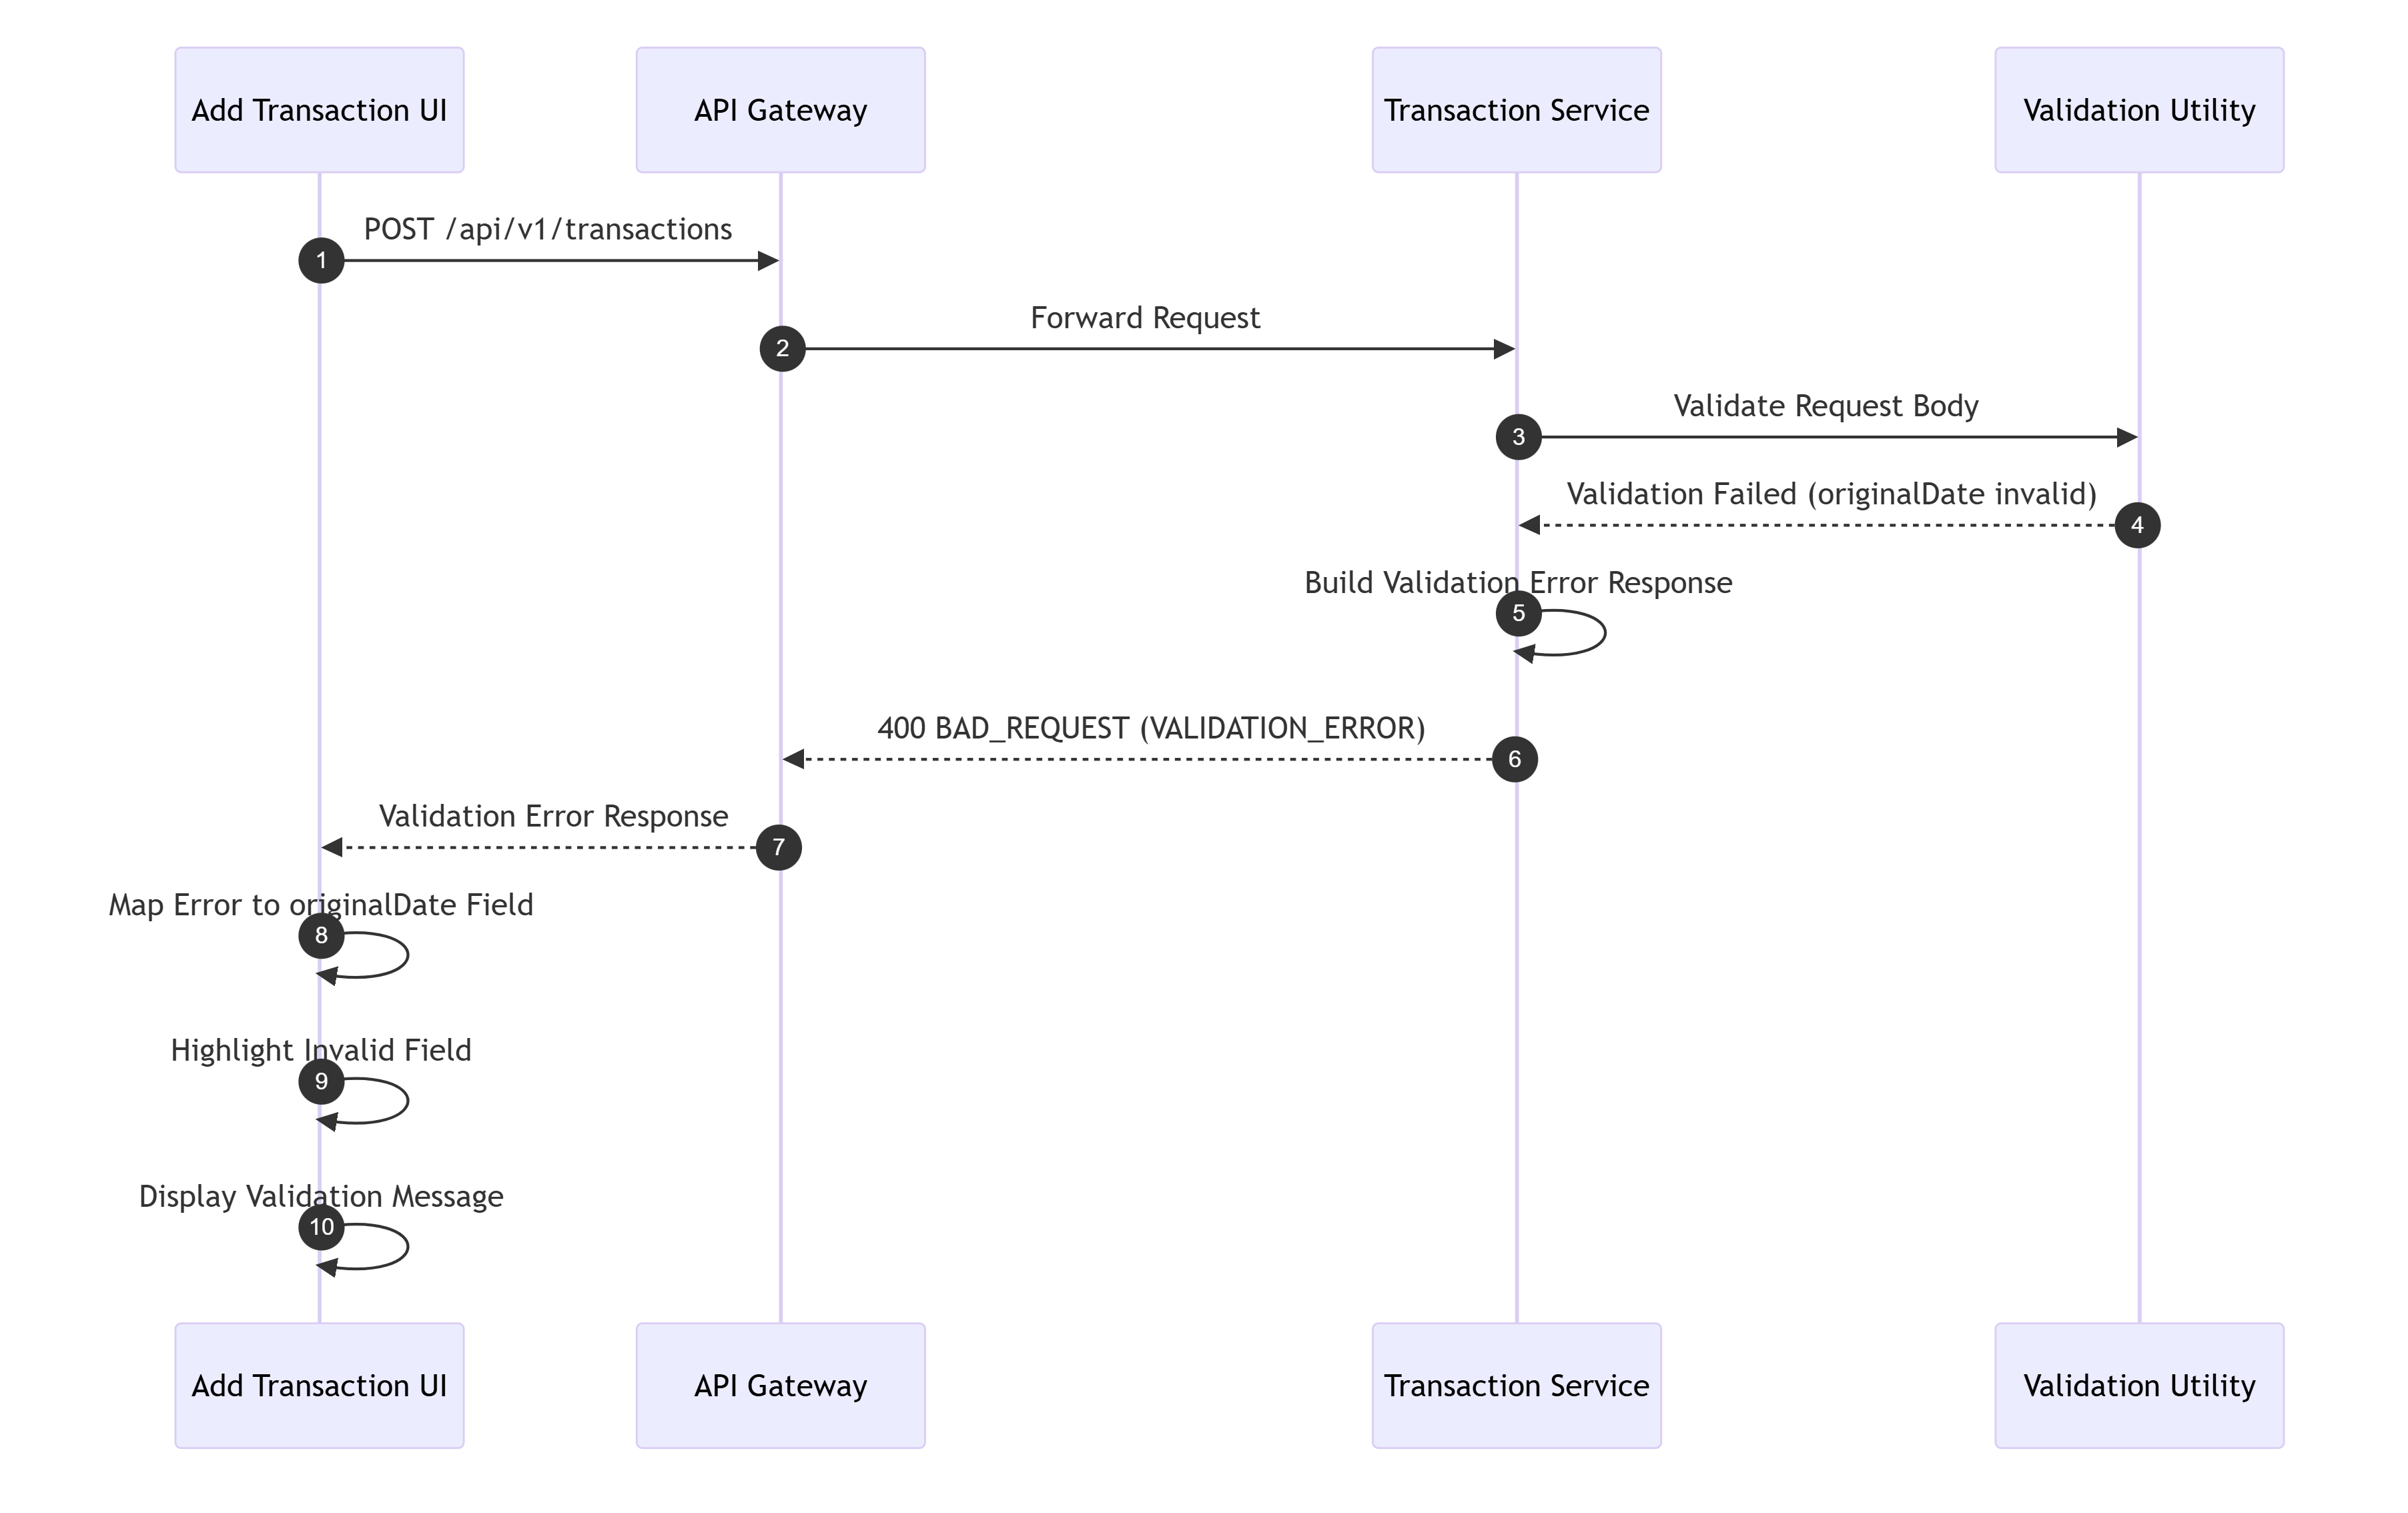 Add Transaction UI
API Gateway
Transaction Service
Validation Utility
POST /api/v1/transactions
1
Forward Request
2
Validate Request Body
3
Validation Failed (originalDate invalid)
4
Build Validation Error Response
5
400 BAD_REQUEST (VALIDATION_ERROR)
6
Validation Error Response
7
Map Error to originalDate Field
8
Highlight Invalid Field
9
Display Validation Message
10
Add Transaction UI
API Gateway
Transaction Service
Validation Utility